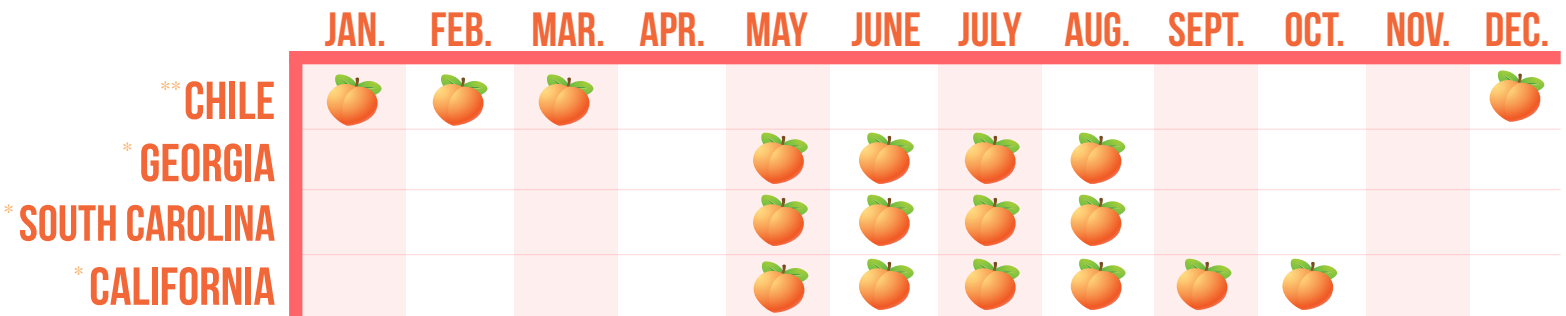 JAN. FEB. MAR. APR. MAY JUNE JULY AUG. SEPT. OCT. NOV. DEC.
**CHILE
*GEORGIA
*SOUTH CAROLINA
*CALIFORNIA